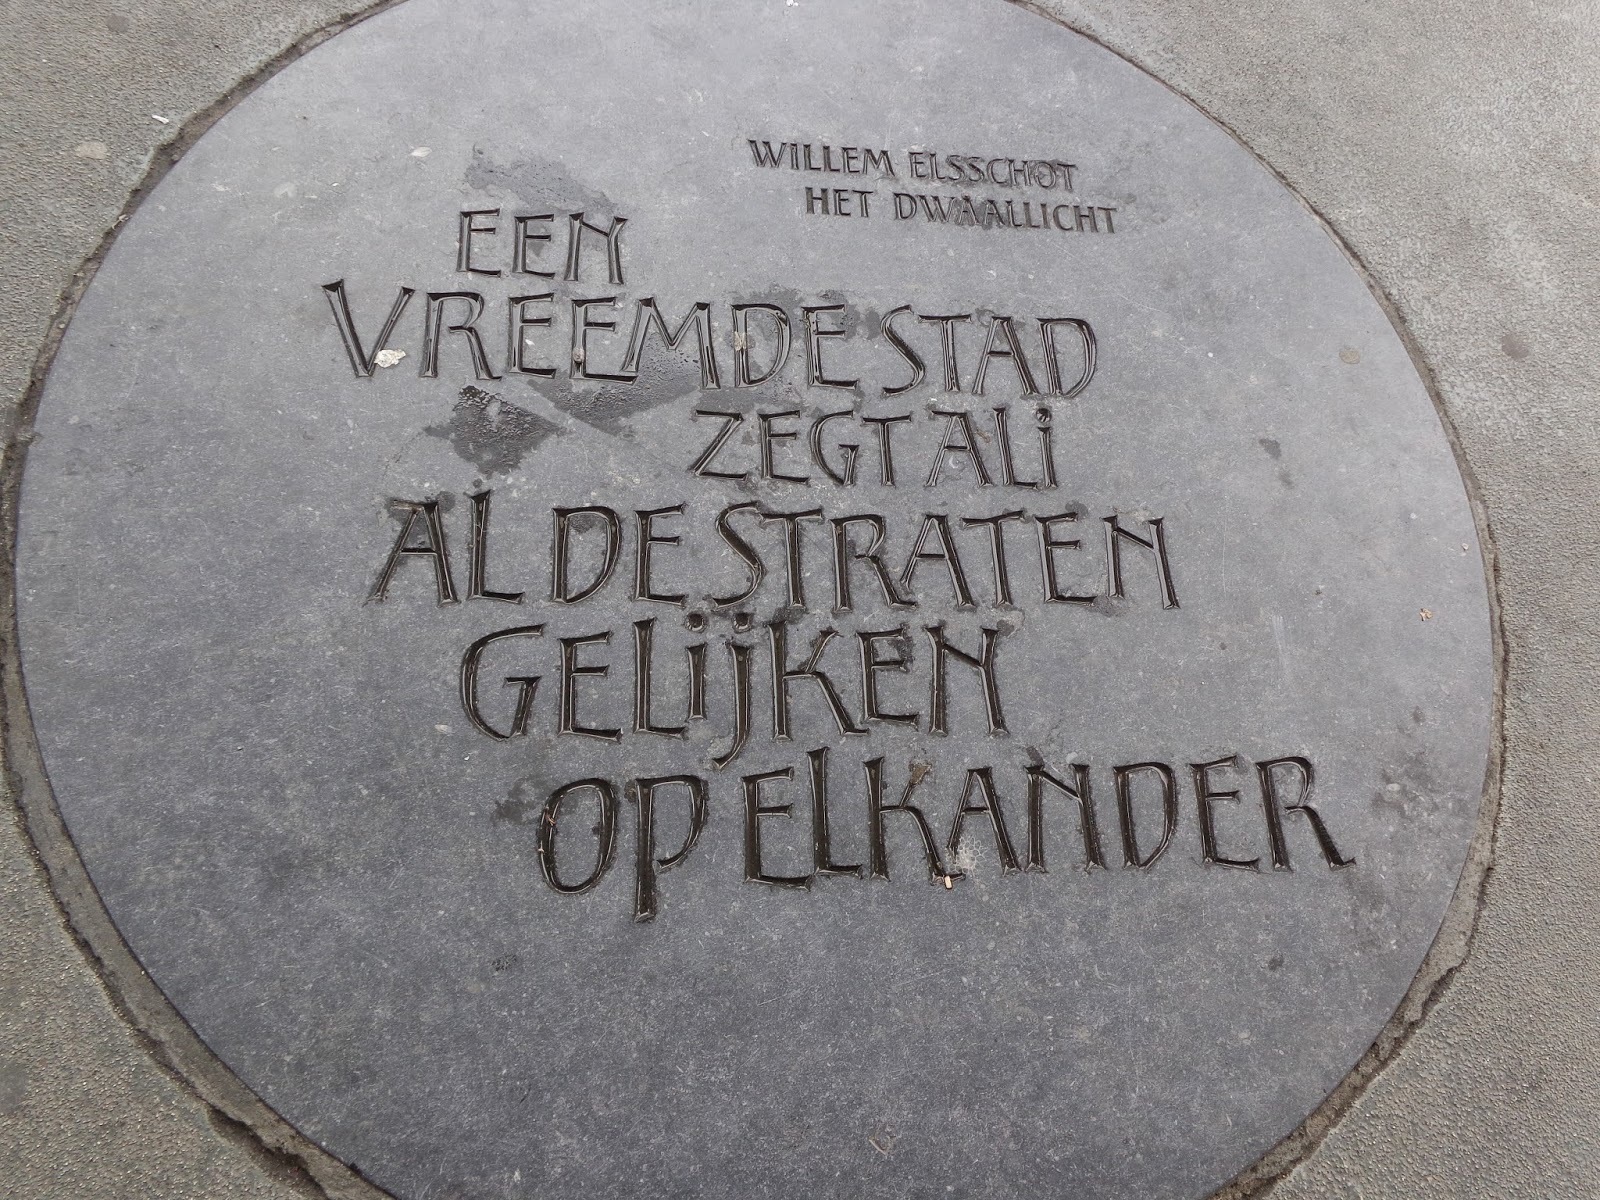 WILLEM ELSSCHOT
HET DWAALLICHT
EEN
VREEMDE STAD
ZEGT ALi
AL DE STRATEN
GELijKEN
OP ELKANDER